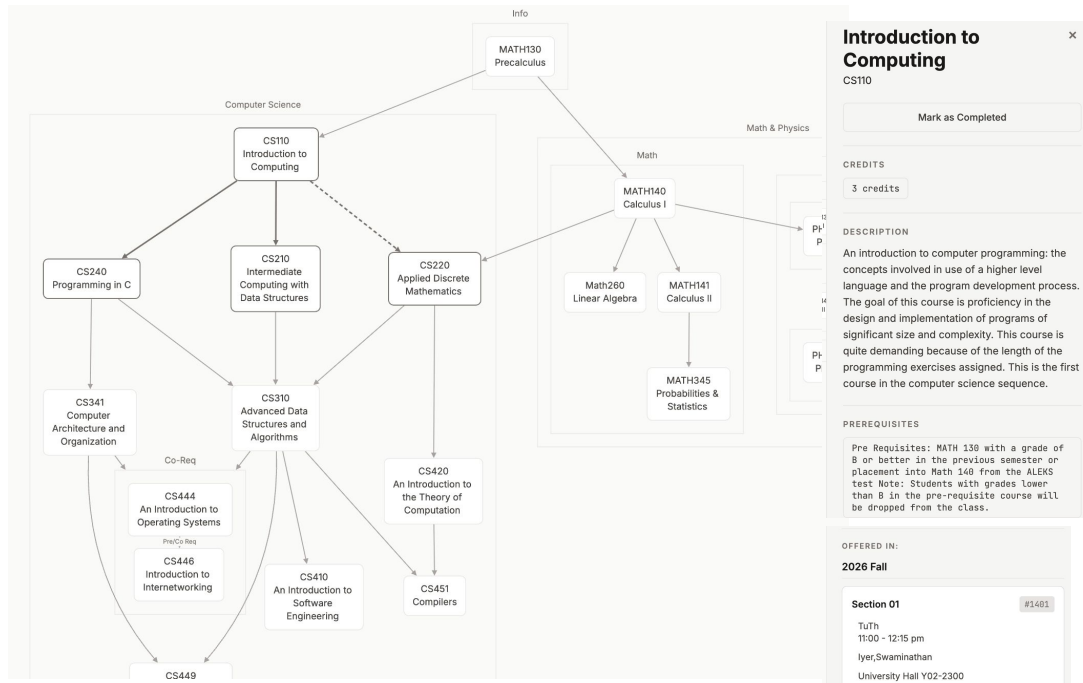 Info
MATH130
Precalculus
Computer Science
CS110
Introduction to
Computing
Math & Physics
Math
MATH140
Calculus I
CS240
Programming in C
CS210
Intermediate
Computing with
Data Structures
CS220
Applied Discrete
Mathematics
Math260
Linear Algebra
MATH141
Calculus II
PH
P
PH
P
MATH345
Probabilities &
Statistics
CS341
Computer
Architecture and
Organization
CS310
Advanced Data
Structures and
Algorithms
Co-Req
CS444
An Introduction to
Operating Systems
Pre/Co Req
CS446
Introduction to
Internetworking
CS420
An Introduction to
the Theory of
Computation
CS410
An Introduction to
Software
Engineering
CS451
Compilers
CS449
Introduction to
Computing
×
CS110
Mark as Completed
CREDITS
3 credits
DESCRIPTION
An introduction to computer programming: the
concepts involved in use of a higher level
language and the program development process.
The goal of this course is proficiency in the
design and implementation of programs of
significant size and complexity. This course is
quite demanding because of the length of the
programming exercises assigned. This is the first
course in the computer science sequence.
PREREQUISITES
Pre Requisites: MATH 130 with a grade of
B or better in the previous semester or
placement into Math 140 from the ALEKS
test Note: Students with grades lower
than B in the pre-requisite course will
be dropped from the class.
OFFERED IN:
2026 Fall
Section 01
#1401
TuTh
11:00 - 12:15 pm
Iyer,Swaminathan
University Hall Y02-2300